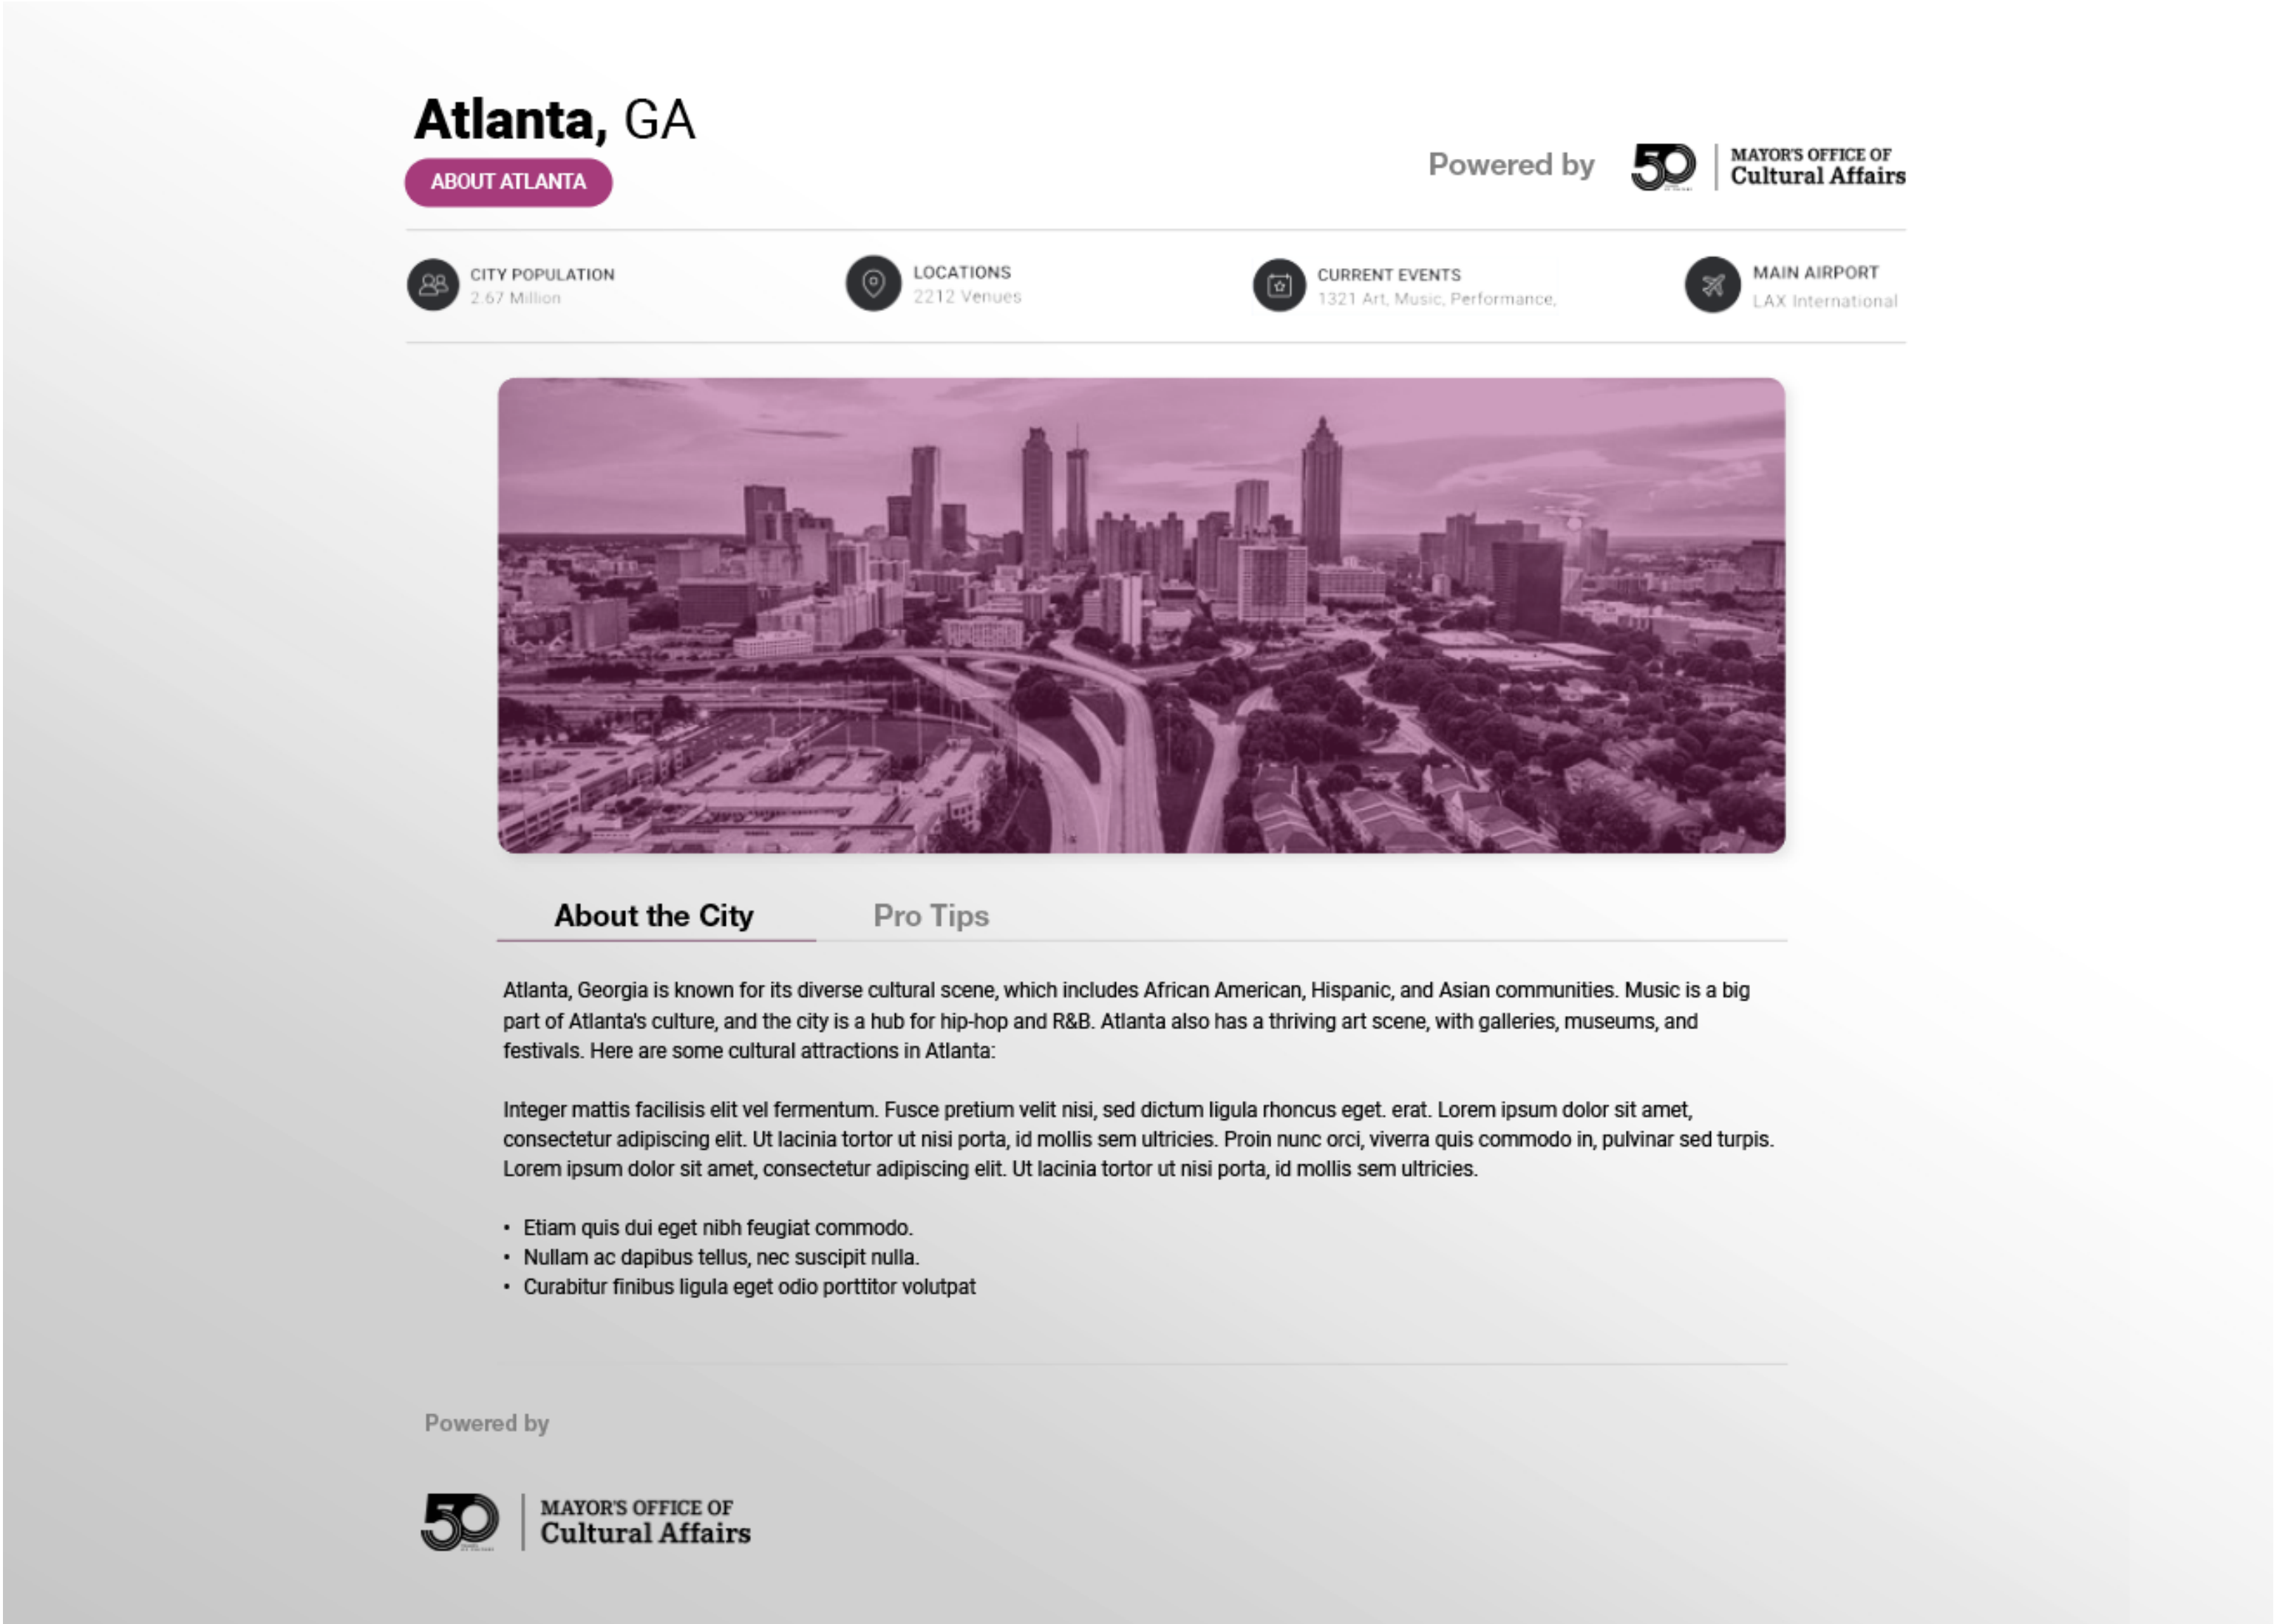 Atlanta, GA
ABOUT ATLANTA
Powered by
50
MAYOR'S OFFICE OF
Cultural Affairs
CITY POPULATION
2.67 Million
LOCATIONS
2212 Venues
CURRENT EVENTS
1321 Art, Music, Performance,
MAIN AIRPORT
LAX International
About the City
Pro Tips
Atlanta, Georgia is known for its diverse cultural scene, which includes African American, Hispanic, and Asian communities. Music is a big
part of Atlanta's culture, and the city is a hub for hip-hop and R&B. Atlanta also has a thriving art scene, with galleries, museums, and
festivals. Here are some cultural attractions in Atlanta:
Integer mattis facilisis elit vel fermentum. Fusce pretium velit nisi, sed dictum ligula rhoncus eget. erat. Lorem ipsum dolor sit amet,
consectetur adipiscing elit. Ut lacinia tortor ut nisi porta, id mollis sem ultricies. Proin nunc orci, viverra quis commodo in, pulvinar sed turpis.
Lorem ipsum dolor sit amet, consectetur adipiscing elit. Ut lacinia tortor ut nisi porta, id mollis sem ultricies.
• Etiam quis dui eget nibh feugiat commodo.
• Nullam ac dapibus tellus, nec suscipit nulla.
• Curabitur finibus ligula eget odio porttitor volutpat
Powered by
50
MAYOR'S OFFICE OF
Cultural Affairs